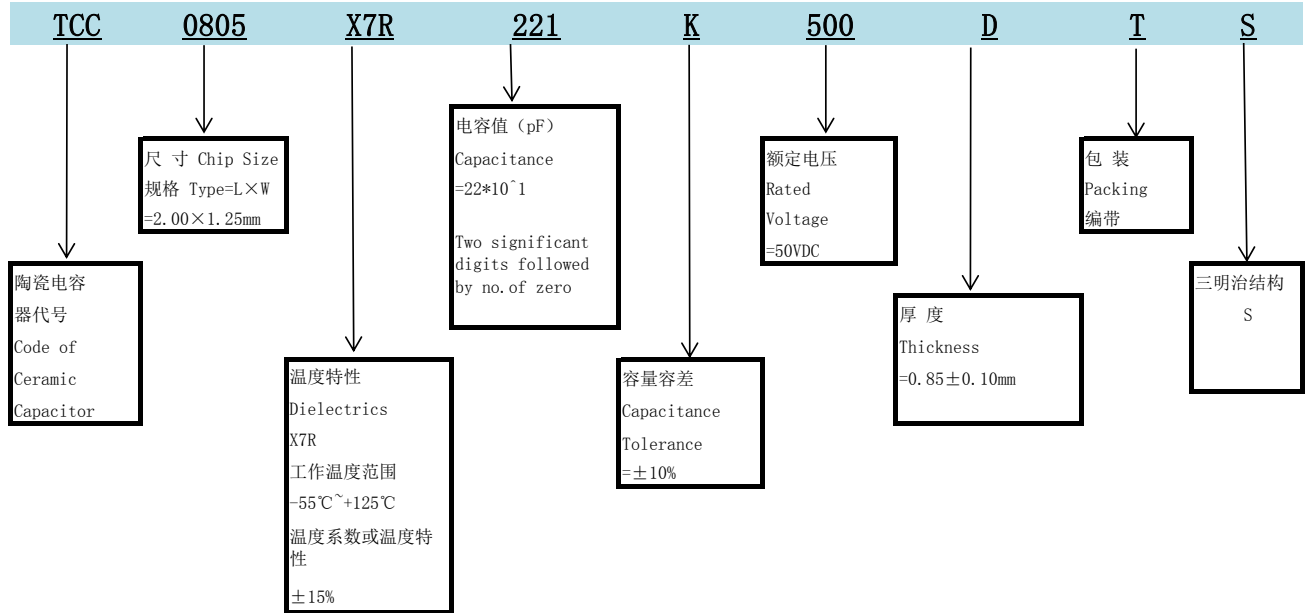 TCC 0805 X7R 221 K 500 D T S
陶瓷电容
器代号
Code of
Ceramic
Capacitor
尺 寸 Chip Size
规格 Type=L×W
=2.00×1.25mm
温度特性
Dielectrics
X7R
工作温度范围
-55℃~+125℃
温度系数或温度特
性
±15%
电容值（pF）
Capacitance
=22*10^1
Two significant
digits followed
by no.of zero
容量容差
Capacitance
Tolerance
=±10%
额定电压
Rated
Voltage
=50VDC
厚 度
Thickness
=0.85±0.10mm
包 装
Packing
编带
三明治结构
S